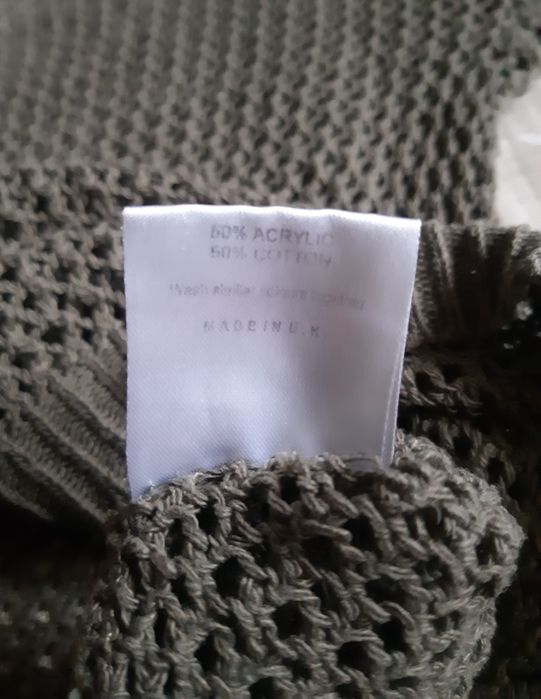 50% ACRYLIC
50% COTTON
Wash similar colours together
MADE IN U.K.